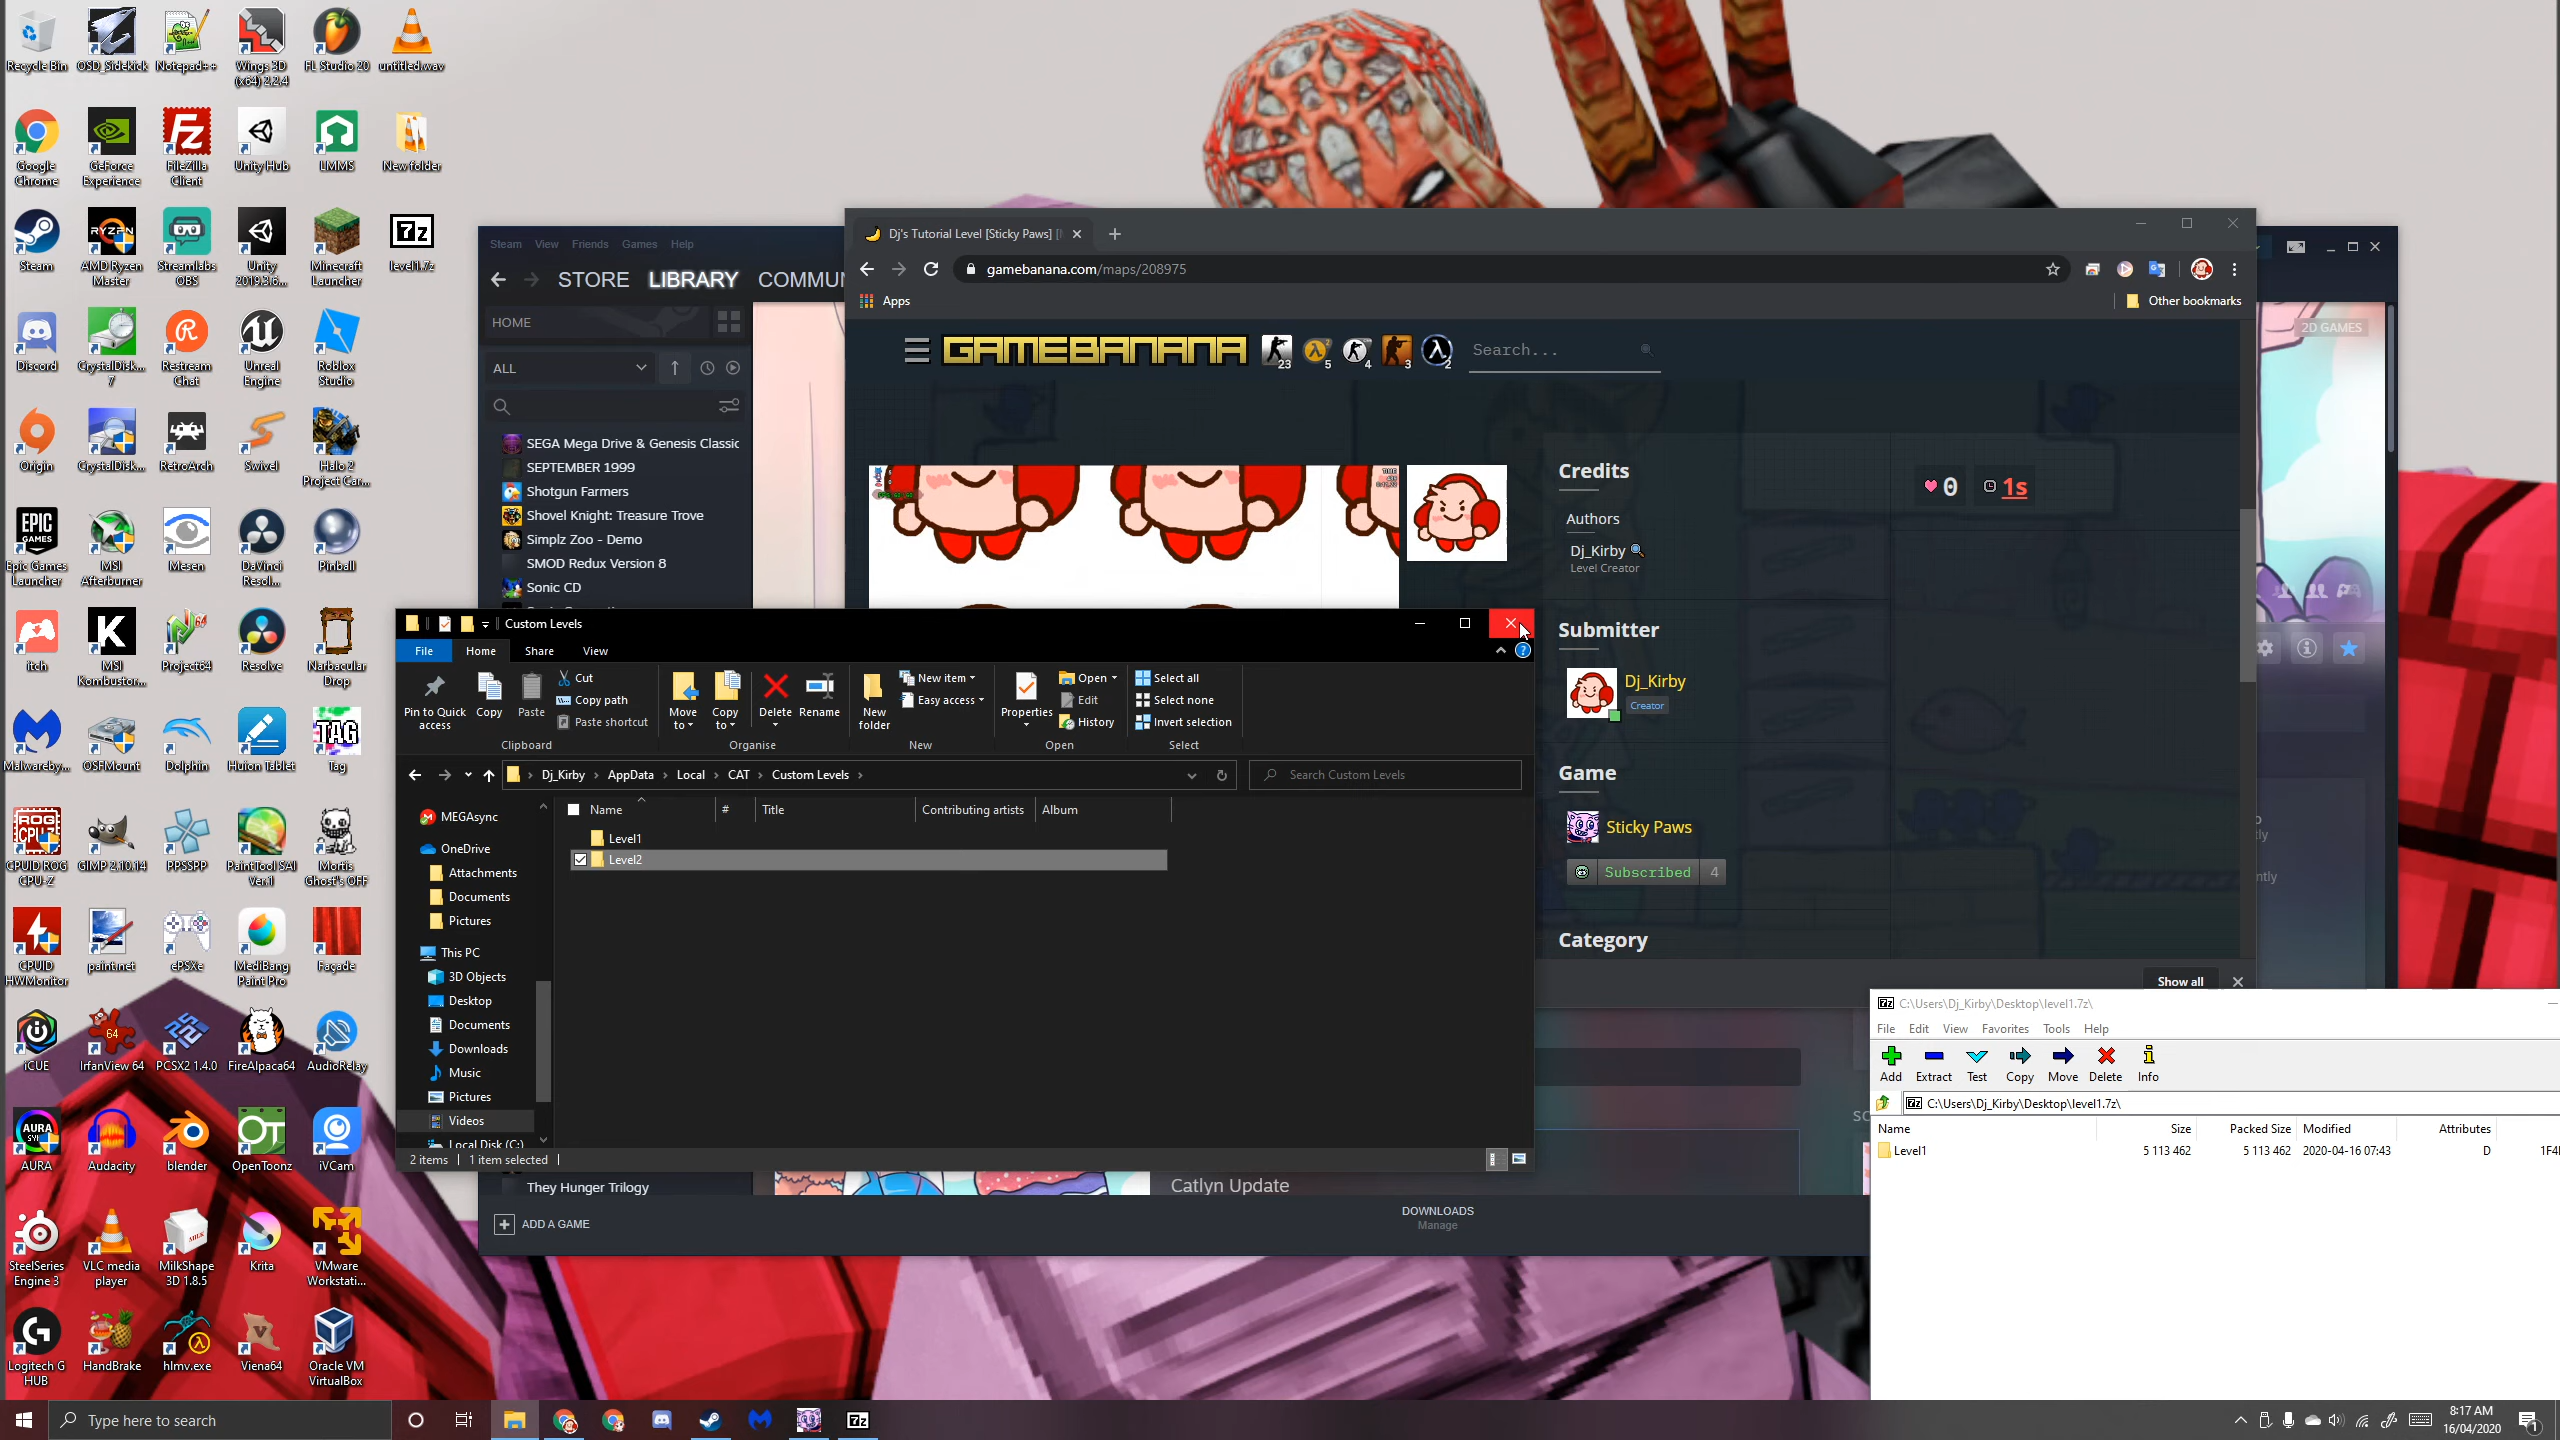 Recycle Bin
OSD_Sidekick
Notepad++
Wings 3D (x64) 2.2.4
FL Studio 20
untitled.wav
Google Chrome
GeForce Experience
FileZilla Client
Unity Hub
LMMS
New folder
Steam
AMD Ryzen Master
Streamlabs OBS
Unity 2019.3.6...
Minecraft Launcher
level1.7z
Discord
CrystalDisk... 7
Restream Chat
Unreal Engine
Roblox Studio
Origin
CrystalDisk...
RetroArch
Swivel
Halo 2 Project Car...
Epic Games Launcher
MSI Afterburner
Mesen
DaVinci Resol...
Pinball
itch
MSI Kombustor...
Project64
Resolve
Narbacular Drop
Malwareby...
OSFMount
Dolphin
Huion Tablet
Tag
CPUID ROG CPU-Z
GIMP 2.10.14
PPSSPP
PaintTool SAI Ver.1
Mortis Ghost's OFF
CPUID HWMonitor
paint.net
ePSXe
MediBang Paint Pro
Façade
iCUE
IrfanView 64
PCSX2 1.4.0
FireAlpaca64
AudioRelay
AURA
Audacity
blender
OpenToonz
iVCam
SteelSeries Engine 3
VLC media player
MilkShape 3D 1.8.5
Krita
VMware Workstati...
Logitech G HUB
HandBrake
hlmv.exe
Viena64
Oracle VM VirtualBox
Steam View Friends Games Help
STORE LIBRARY COMMUN
HOME
ALL
SEGA Mega Drive & Genesis Classic
SEPTEMBER 1999
Shotgun Farmers
Shovel Knight: Treasure Trove
Simplz Zoo - Demo
SMOD Redux Version 8
Sonic CD
They Hunger Trilogy
ADD A GAME
Catlyn Update
DOWNLOADS
Manage
2D GAMES
Dj's Tutorial Level [Sticky Paws] [
gamebanana.com/maps/208975
Apps
Other bookmarks
GAMEBANANA
23 5 4 3 2
Search...
Credits
Authors
Dj_Kirby
Level Creator
0 1s
Submitter
Dj_Kirby
Creator
Game
Sticky Paws
Subscribed 4
Category
Show all
Custom Levels
File Home Share View
Pin to Quick access
Copy
Paste
Cut
Copy path
Paste shortcut
Clipboard
Move to
Copy to
Delete
Rename
Organise
New folder
New item
Easy access
New
Properties
Open
Edit
History
Open
Select all
Select none
Invert selection
Select
Dj_Kirby > AppData > Local > CAT > Custom Levels >
Search Custom Levels
MEGAsync
OneDrive
Attachments
Documents
Pictures
This PC
3D Objects
Desktop
Documents
Downloads
Music
Pictures
Videos
Local Disk (C:)
Name # Title Contributing artists Album
Level1
Level2
2 items 1 item selected
C:\Users\Dj_Kirby\Desktop\level1.7z\
File Edit View Favorites Tools Help
Add Extract Test Copy Move Delete Info
C:\Users\Dj_Kirby\Desktop\level1.7z\
Name Size Packed Size Modified Attributes
Level1 5 113 462 5 113 462 2020-04-16 07:43 D
Type here to search
8:17 AM
16/04/2020